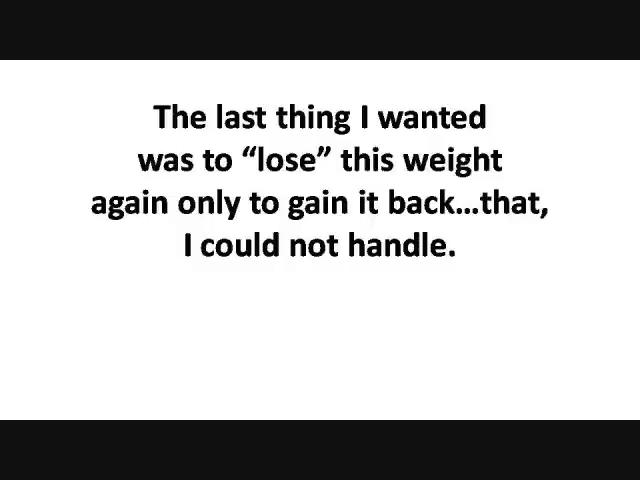 The last thing I wanted
was to “lose” this weight
again only to gain it back...that,
I could not handle.